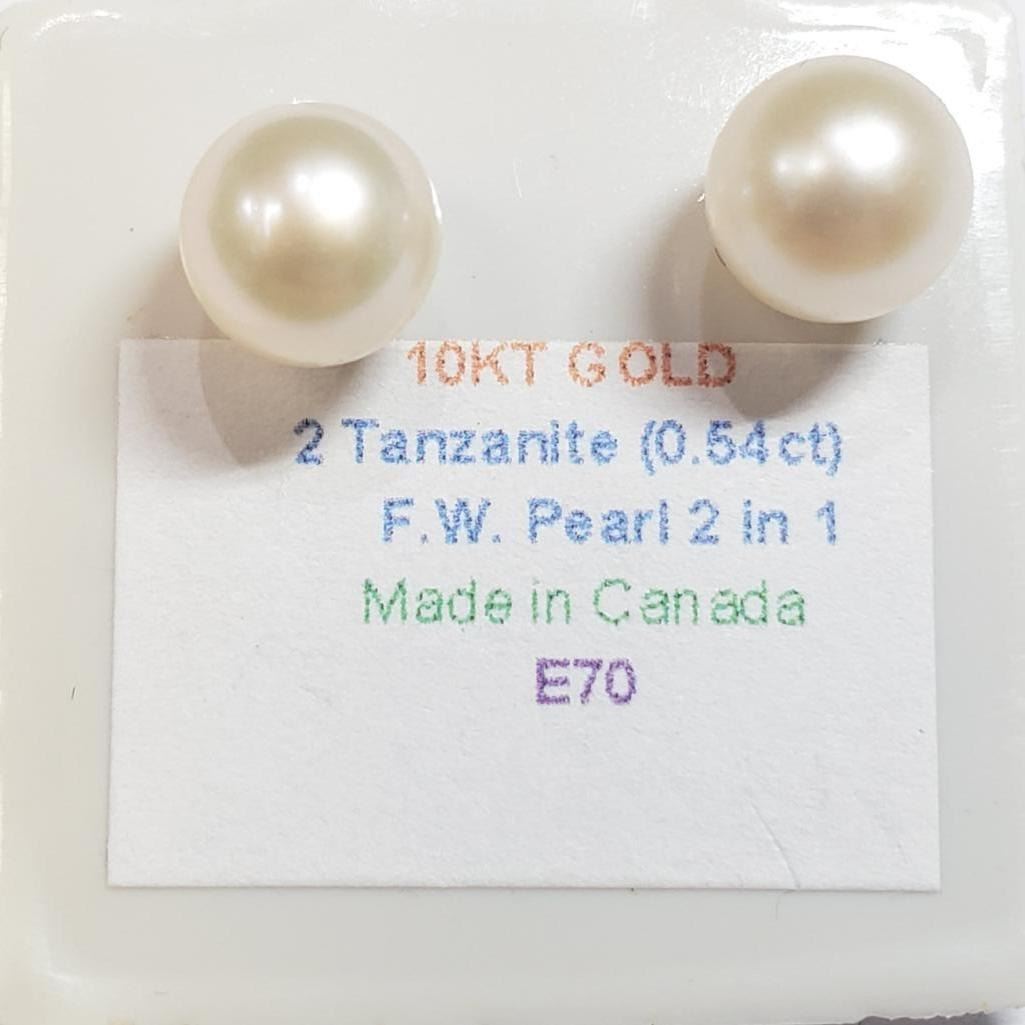 10KT GOLD
2 Tanzanite (0.54ct)
F.W. Pearl 2 in 1
Made in Canada
E70